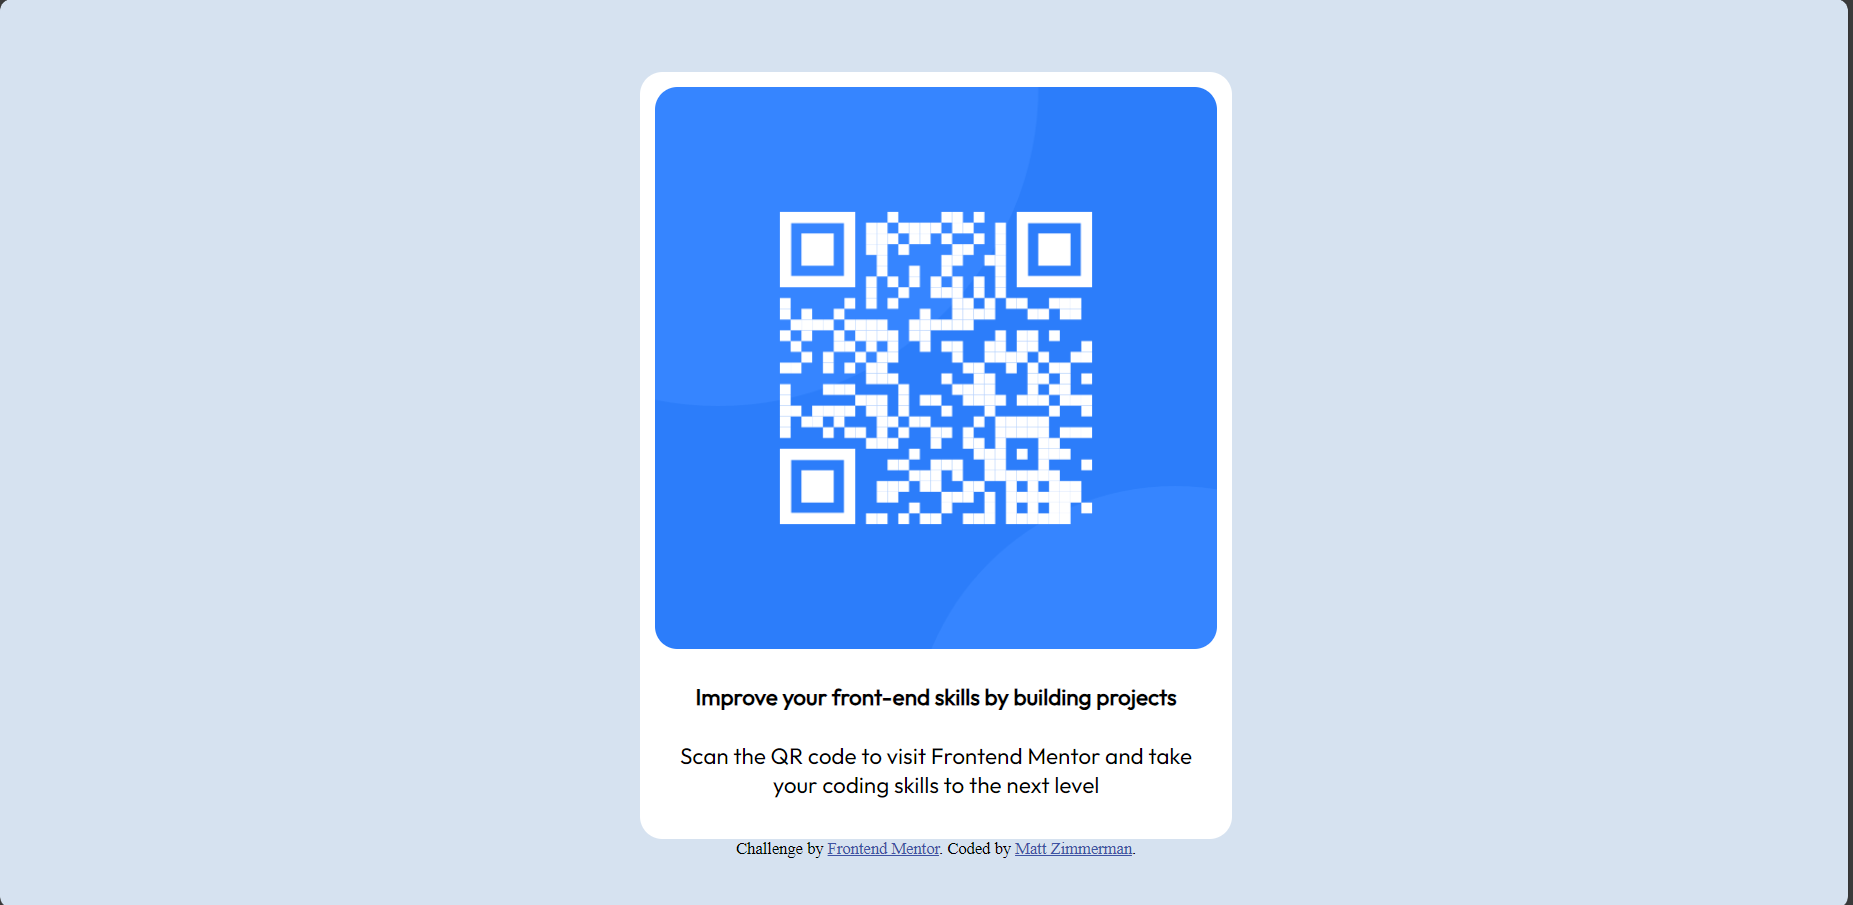 Improve your front-end skills by building projects
Scan the QR code to visit Frontend Mentor and take
your coding skills to the next level
Challenge by Frontend Mentor. Coded by Matt Zimmerman.